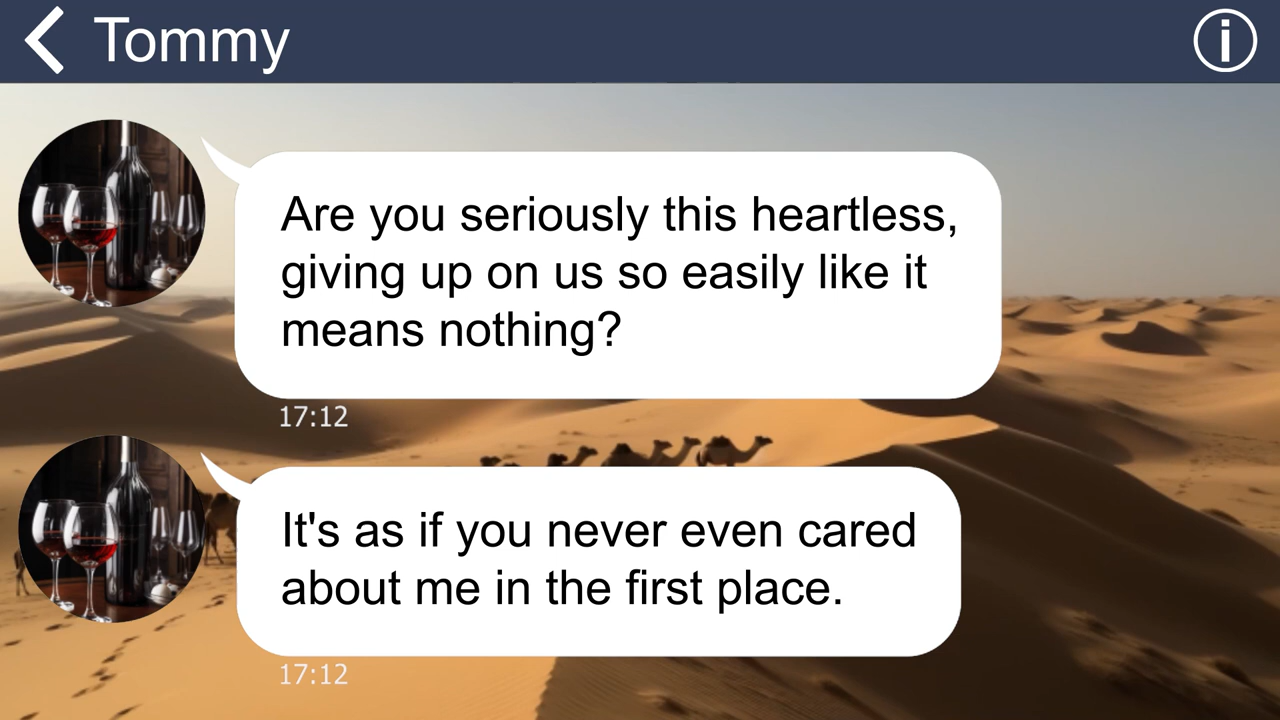 Tommy
Are you seriously this heartless,
giving up on us so easily like it
means nothing?
17:12
It's as if you never even cared
about me in the first place.
17:12